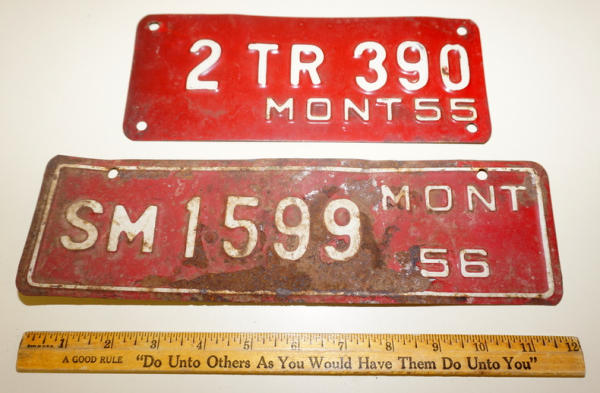 2 TR 390
MONT 55
SM 1599
MONT
56
1 2 3 4 5 6 7 8 9 10 11 12
A GOOD RULE "Do Unto Others As You Would Have Them Do Unto You"